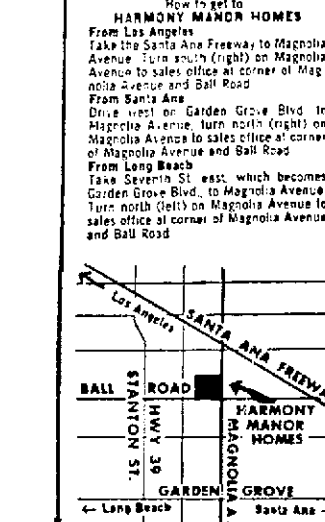 How to get to
HARMONY MANOR HOMES
From Los Angeles
Take the Santa Ana Freeway to Magnolia
Avenue. Turn south (right) on Magnolia
Avenue to sales office at corner of Mag-
nolia Avenue and Ball Road
From Santa Ana
Drive west on Garden Grove Blvd. to
Magnolia Avenue, turn north (right) on
Magnolia Avenue to sales office at corner
of Magnolia Avenue and Ball Road
From Long Beach
Take Seventh St. east, which becomes
Garden Grove Blvd., to Magnolia Avenue.
Turn north (left) on Magnolia Avenue to
sales office at corner of Magnolia Avenue
and Ball Road
Los Angeles
SANTA ANA FREEWA
BALL ROAD
STANTON ST.
HWY 39
MAGNOLIA A
HARMONY
MANOR
HOMES
GARDEN GROVE
← Long Beach
Santa Ana